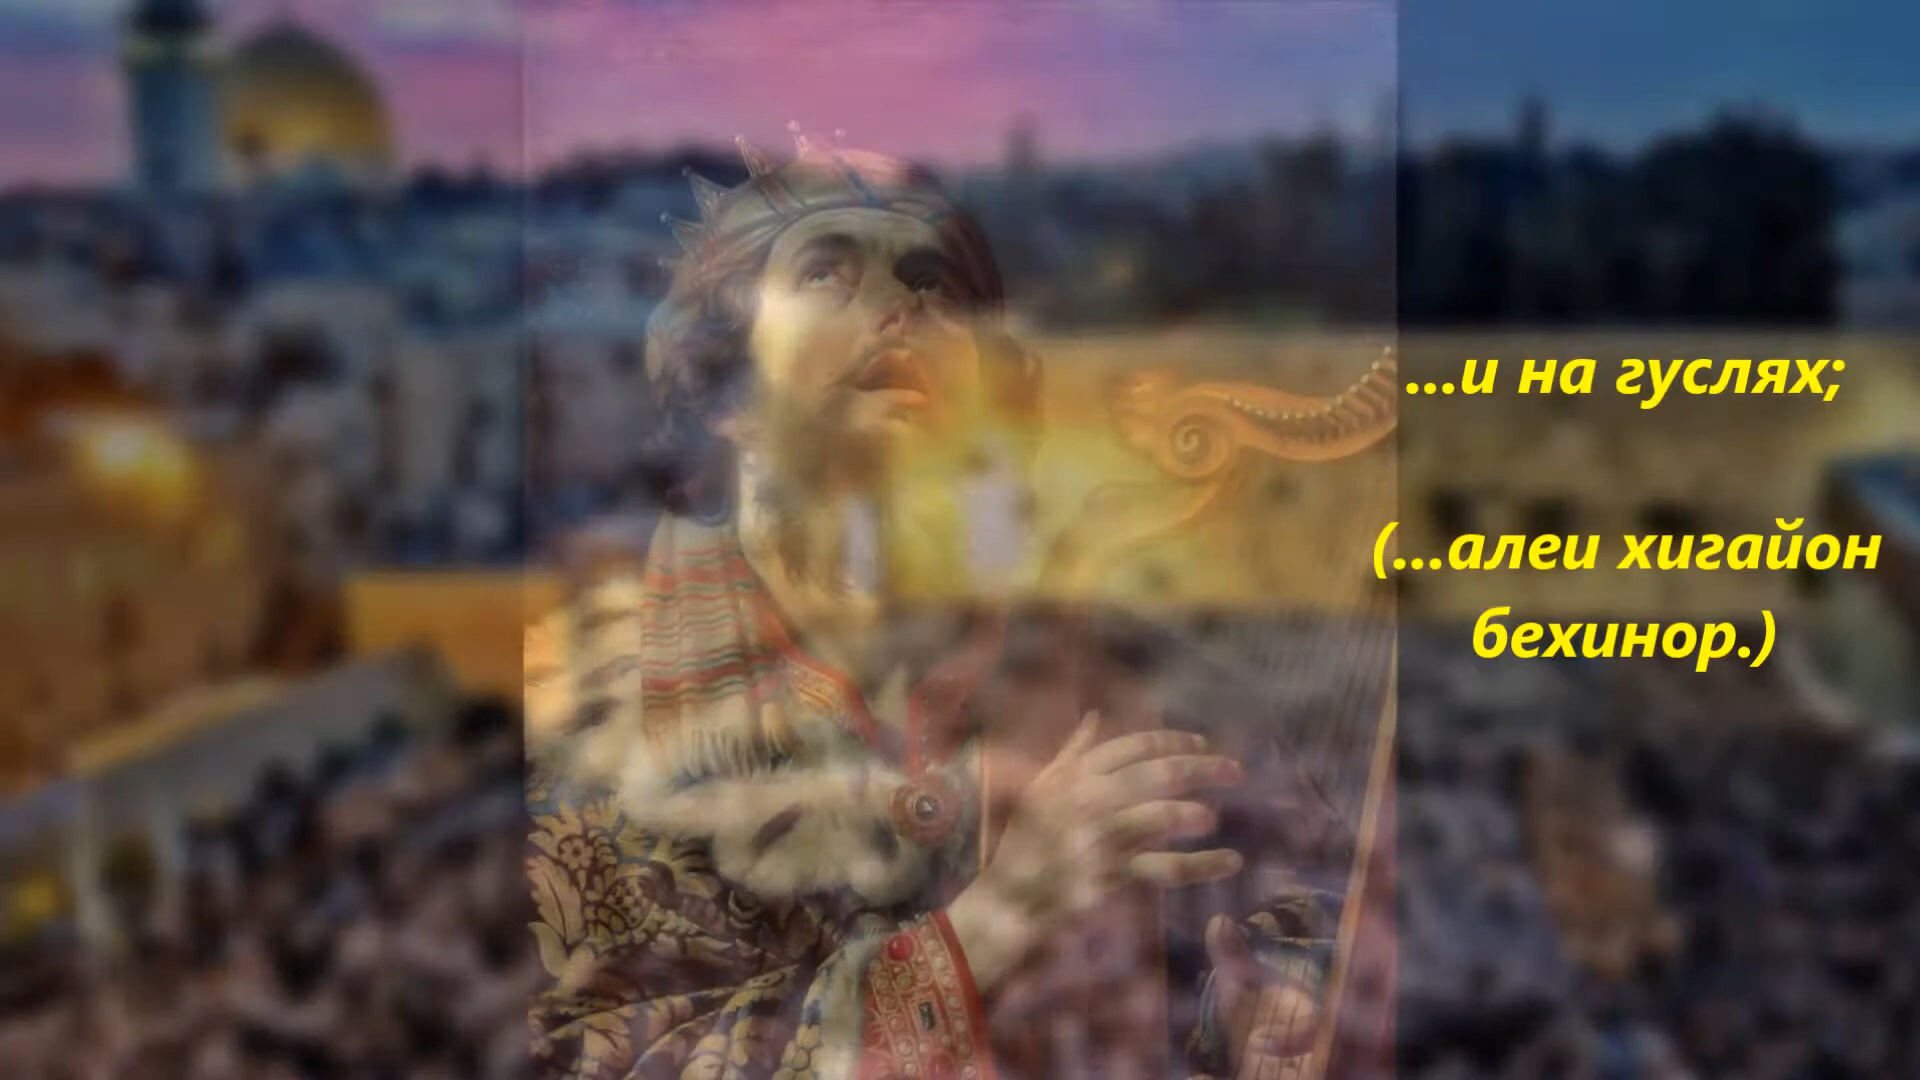 ...и на гуслях;
(...алеи хигайон
бехинор.)